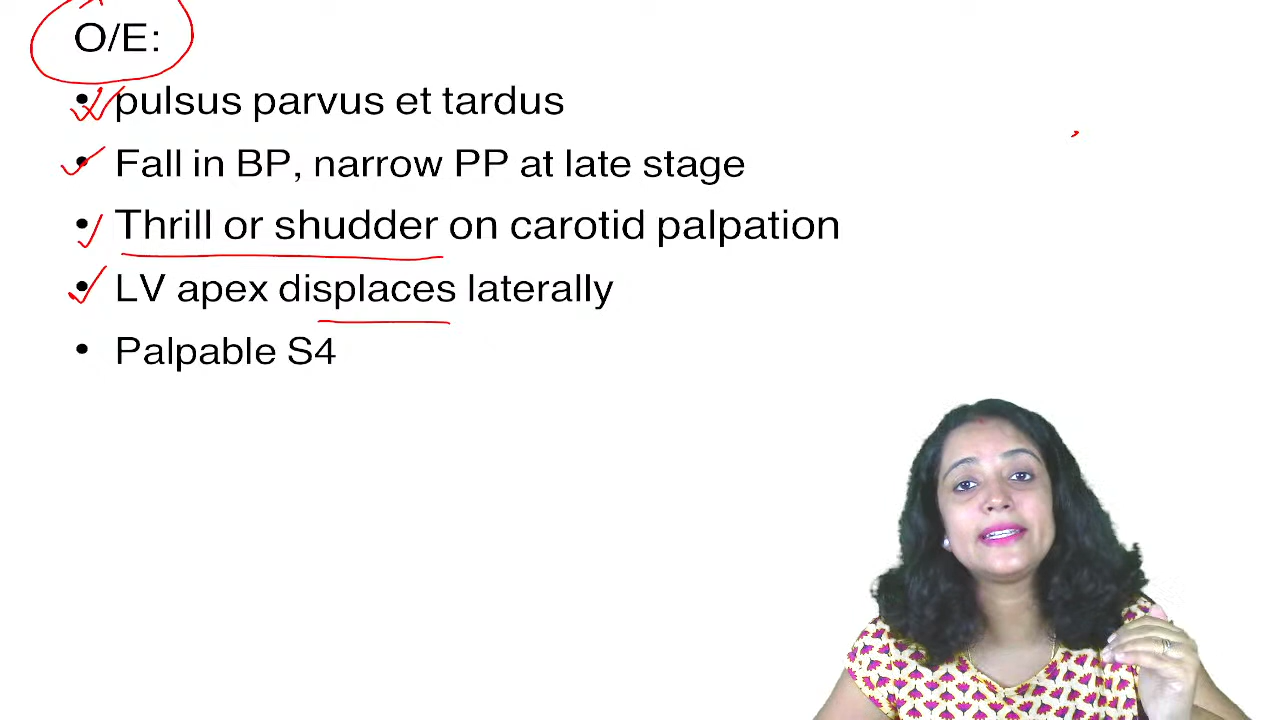 O/E:
• pulsus parvus et tardus
• Fall in BP, narrow PP at late stage
• Thrill or shudder on carotid palpation
• LV apex displaces laterally
• Palpable S4